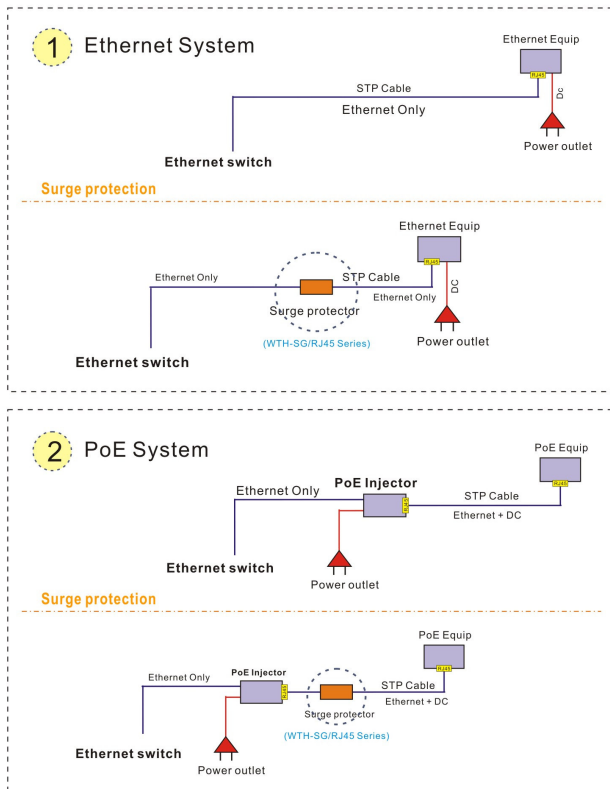 1 Ethernet System
Ethernet Equip
RJ45
STP Cable
Dc
Ethernet Only
Power outlet
Ethernet switch
Surge protection
Ethernet Equip
RJ45
Ethernet Only
STP Cable
DC
Ethernet Only
Surge protector
Power outlet
(WTH-SG/RJ45 Series)
Ethernet switch
2 PoE System
PoE Equip
RJ45
PoE Injector
Ethernet Only
RJ45
STP Cable
Ethernet + DC
Ethernet switch
Power outlet
Surge protection
PoE Equip
RJ45
PoE Injector
Ethernet Only
RJ45
STP Cable
Ethernet + DC
Surge protector
(WTH-SG/RJ45 Series)
Ethernet switch
Power outlet